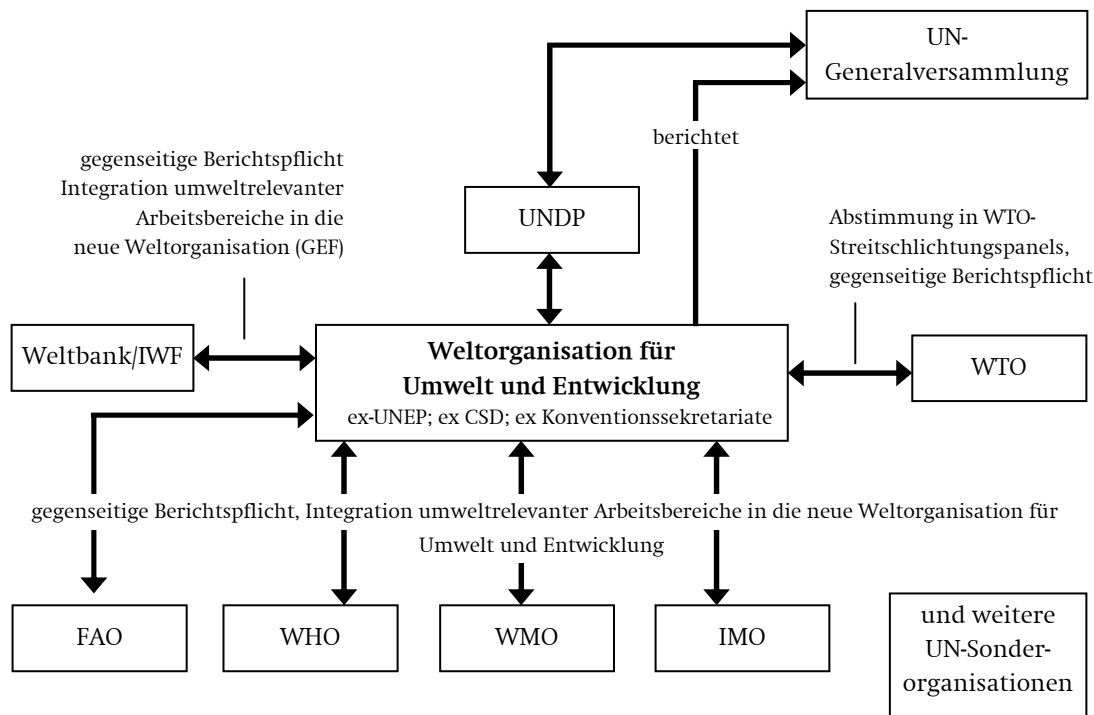 UN-
Generalversammlung
berichtet
gegenseitige Berichtspflicht
Integration umweltrelevanter
Arbeitsbereiche in die
neue Weltorganisation (GEF)
UNDP
Abstimmung in WTO-
Streitschlichtungspanels,
gegenseitige Berichtspflicht
Weltbank/IWF
Weltorganisation für
Umwelt und Entwicklung
ex-UNEP; ex CSD; ex Konventionssekretariate
WTO
gegenseitige Berichtspflicht, Integration umweltrelevanter Arbeitsbereiche in die neue Weltorganisation für
Umwelt und Entwicklung
FAO
WHO
WMO
IMO
und weitere
UN-Sonder-
organisationen